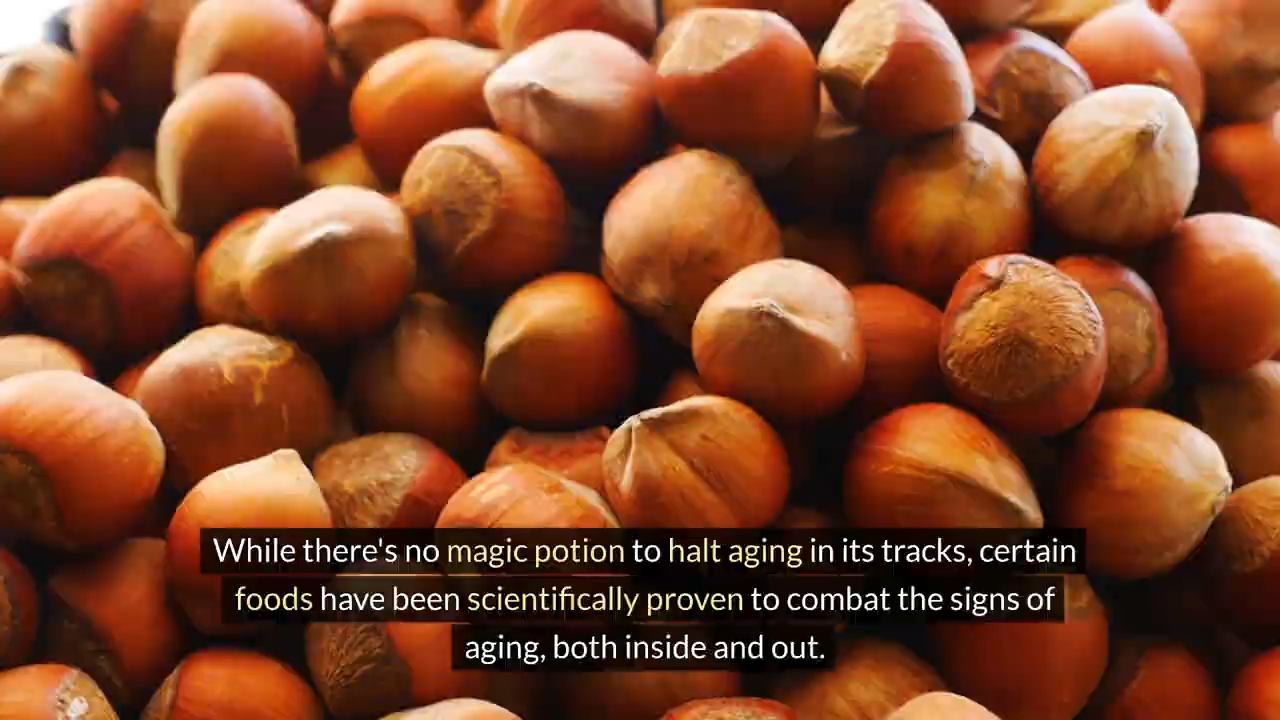 While there's no magic potion to halt aging in its tracks, certain
foods have been scientifically proven to combat the signs of
aging, both inside and out.